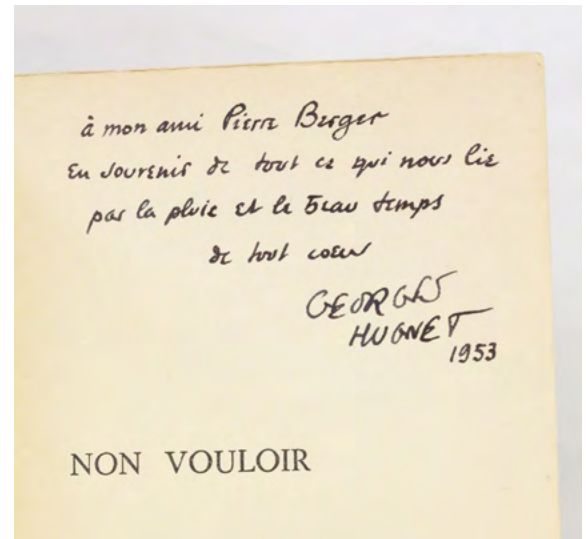 à mon ami Pierre Berger
En souvenir de tout ce qui nous lie
par la pluie et le beau temps
de tout coeur
GEORGES
HUGNET
1953
NON VOULOIR